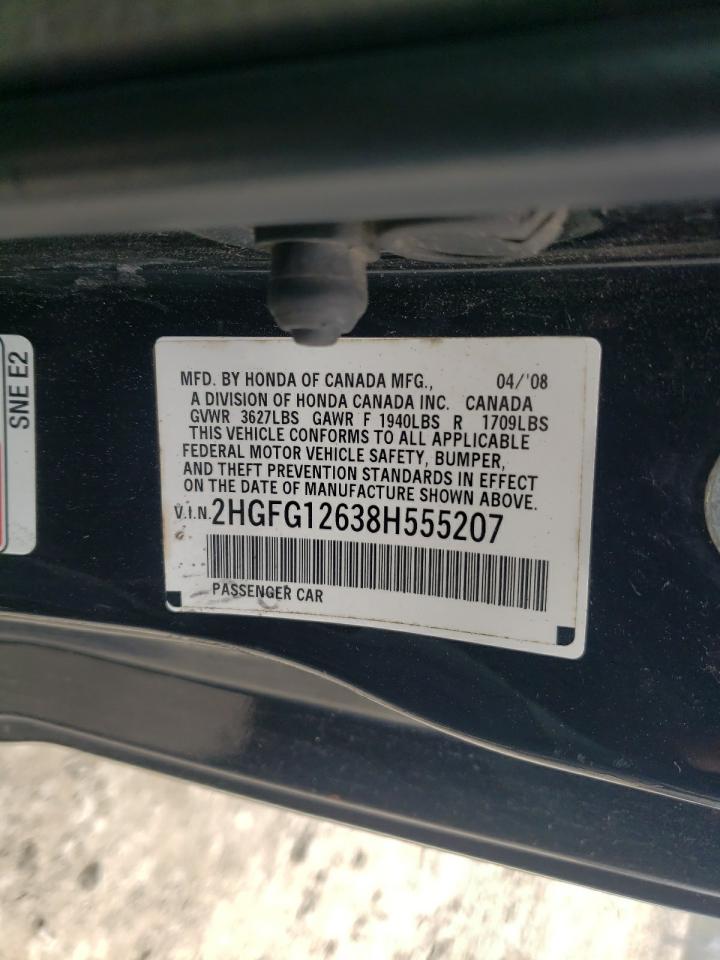 SNE E2
MFD. BY HONDA OF CANADA MFG., 04/'08
A DIVISION OF HONDA CANADA INC. CANADA
GVWR 3627LBS GAWR F 1940LBS R 1709LBS
THIS VEHICLE CONFORMS TO ALL APPLICABLE
FEDERAL MOTOR VEHICLE SAFETY, BUMPER,
AND THEFT PREVENTION STANDARDS IN EFFECT
ON THE DATE OF MANUFACTURE SHOWN ABOVE.
V.I.N. 2HGFG12638H555207
PASSENGER CAR